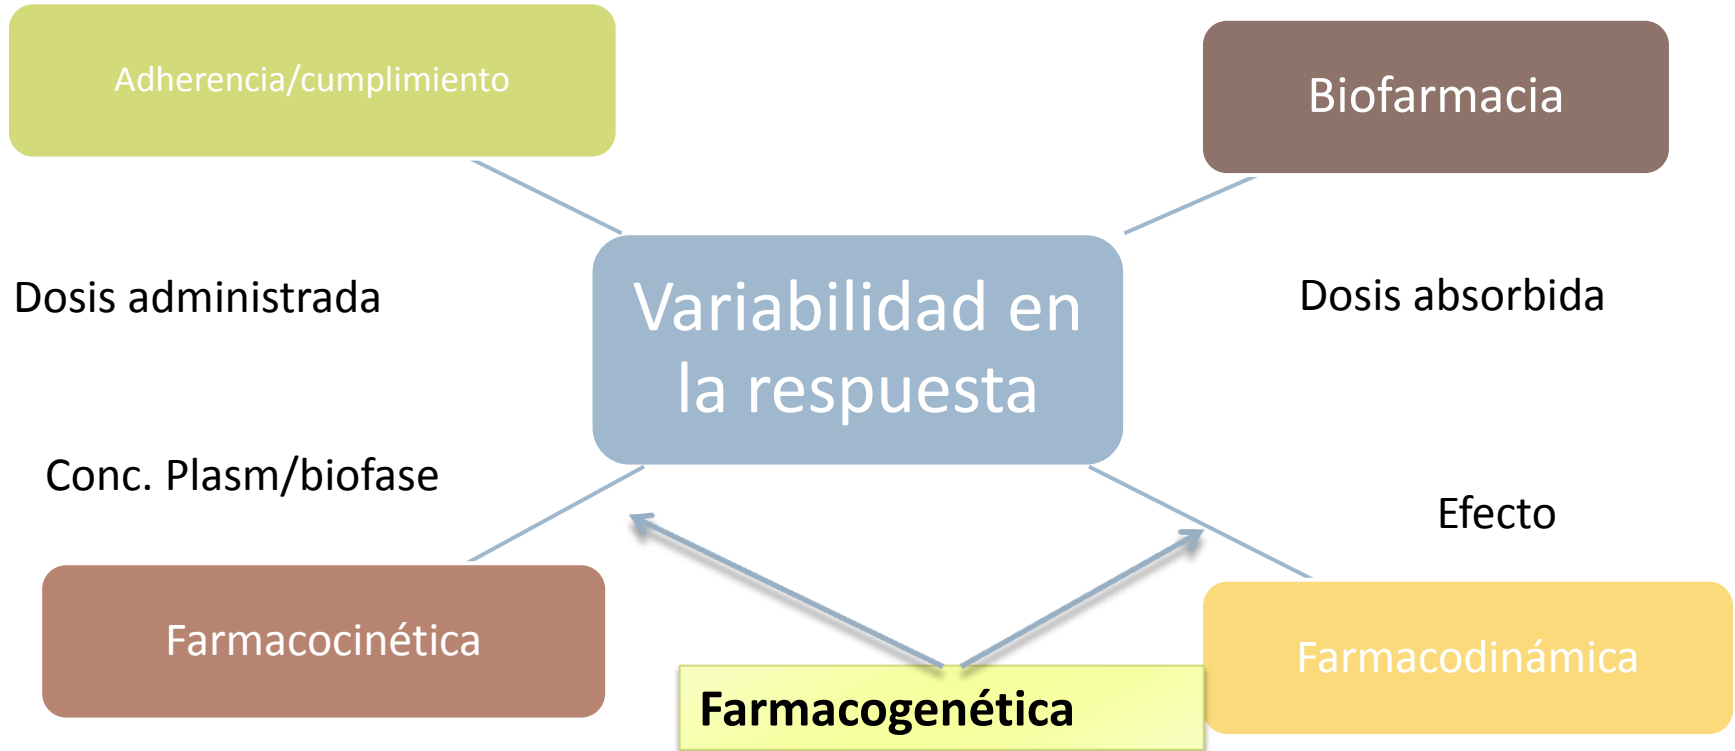 Adherencia/cumplimiento
Biofarmacia
Dosis administrada
Variabilidad en
la respuesta
Dosis absorbida
Conc. Plasm/biofase
Efecto
Farmacocinética
Farmacogenética
Farmacodinámica